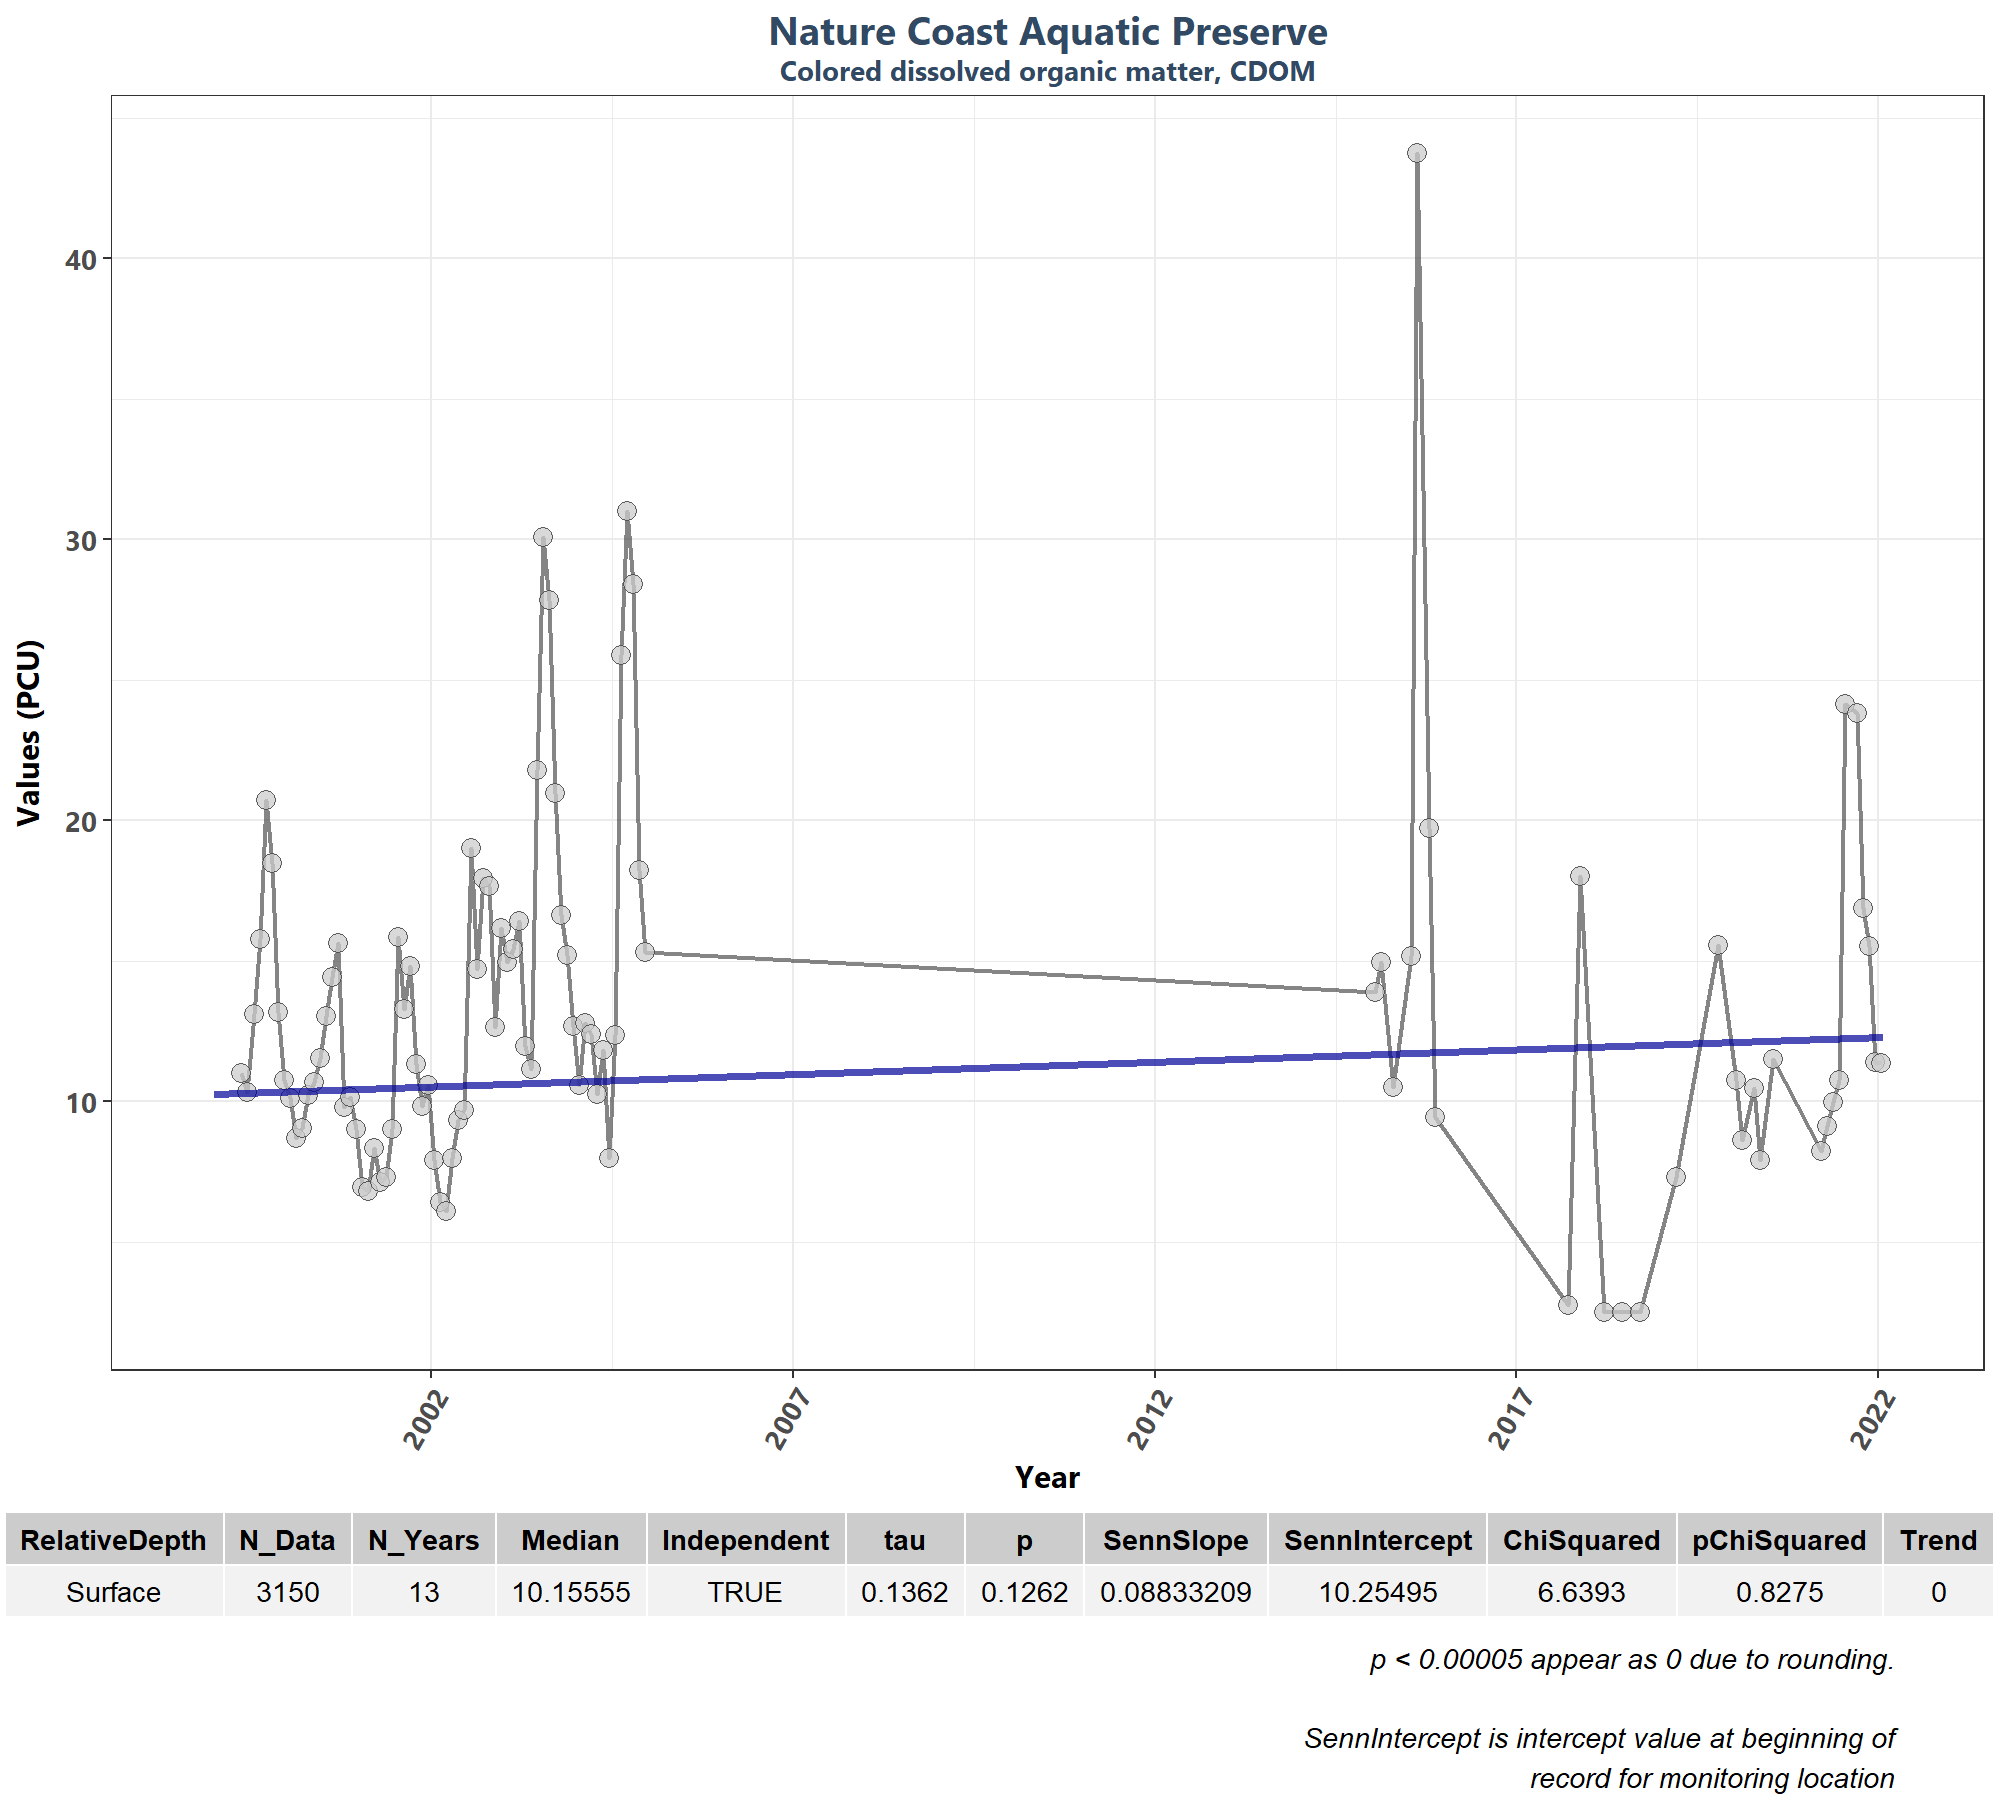 Nature Coast Aquatic Preserve
Colored dissolved organic matter, CDOM
Values (PCU)
40
30
20
10
2002 2007 2012 2017 2022
Year
RelativeDepth N_Data N_Years Median Independent tau p SennSlope SennIntercept ChiSquared pChiSquared Trend
Surface 3150 13 10.15555 TRUE 0.1362 0.1262 0.08833209 10.25495 6.6393 0.8275 0
p < 0.00005 appear as 0 due to rounding.
SennIntercept is intercept value at beginning of
record for monitoring location